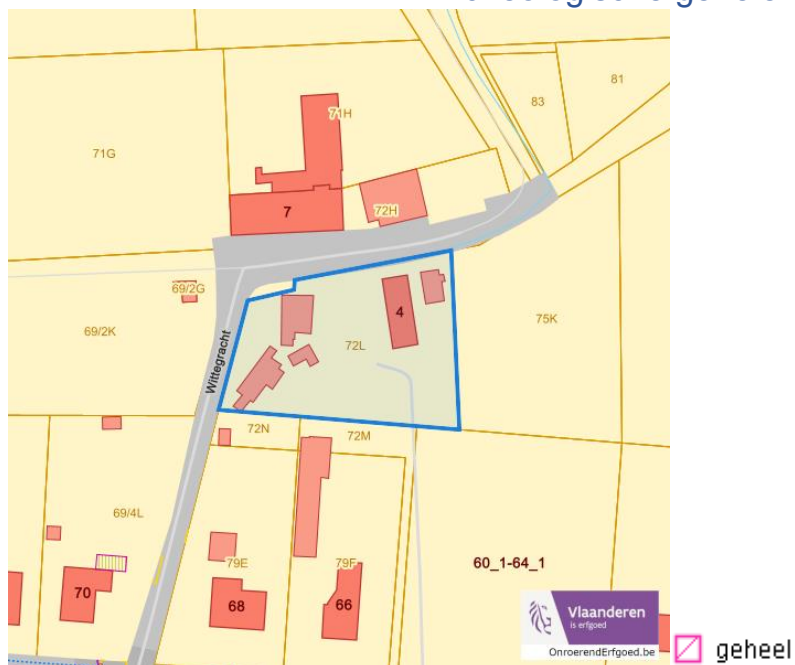 81
83
71H
71G
7
72H
69/2G
4
75K
69/2K
72L
Wittegracht
72N
72M
69/4L
60_1-64_1
79E
79F
70
68
66
Vlaanderen
is erfgoed
OnroerendErfgoed.be
geheel